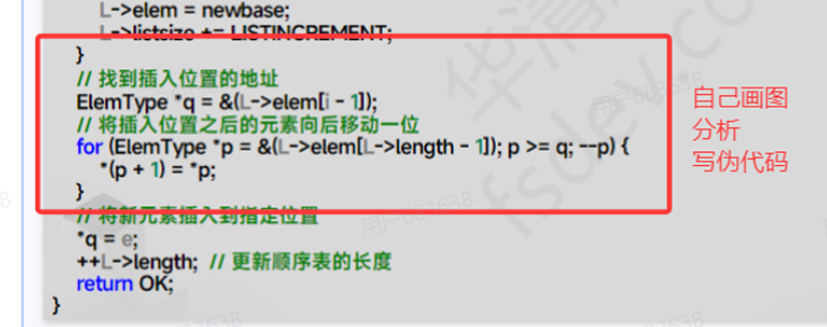 L->elem = newbase;
L->listsize += LISTINCREMENT;
}
// 找到插入位置的地址
ElemType *q = &(L->elem[i - 1]);
// 将插入位置之后的元素向后移动一位
for (ElemType *p = &(L->elem[L->length - 1]); p >= q; --p) {
*(p + 1) = *p;
}
// 将新元素插入到指定位置
*q = e;
++L->length; // 更新顺序表的长度
return OK;
}
自己画图
分析
写伪代码